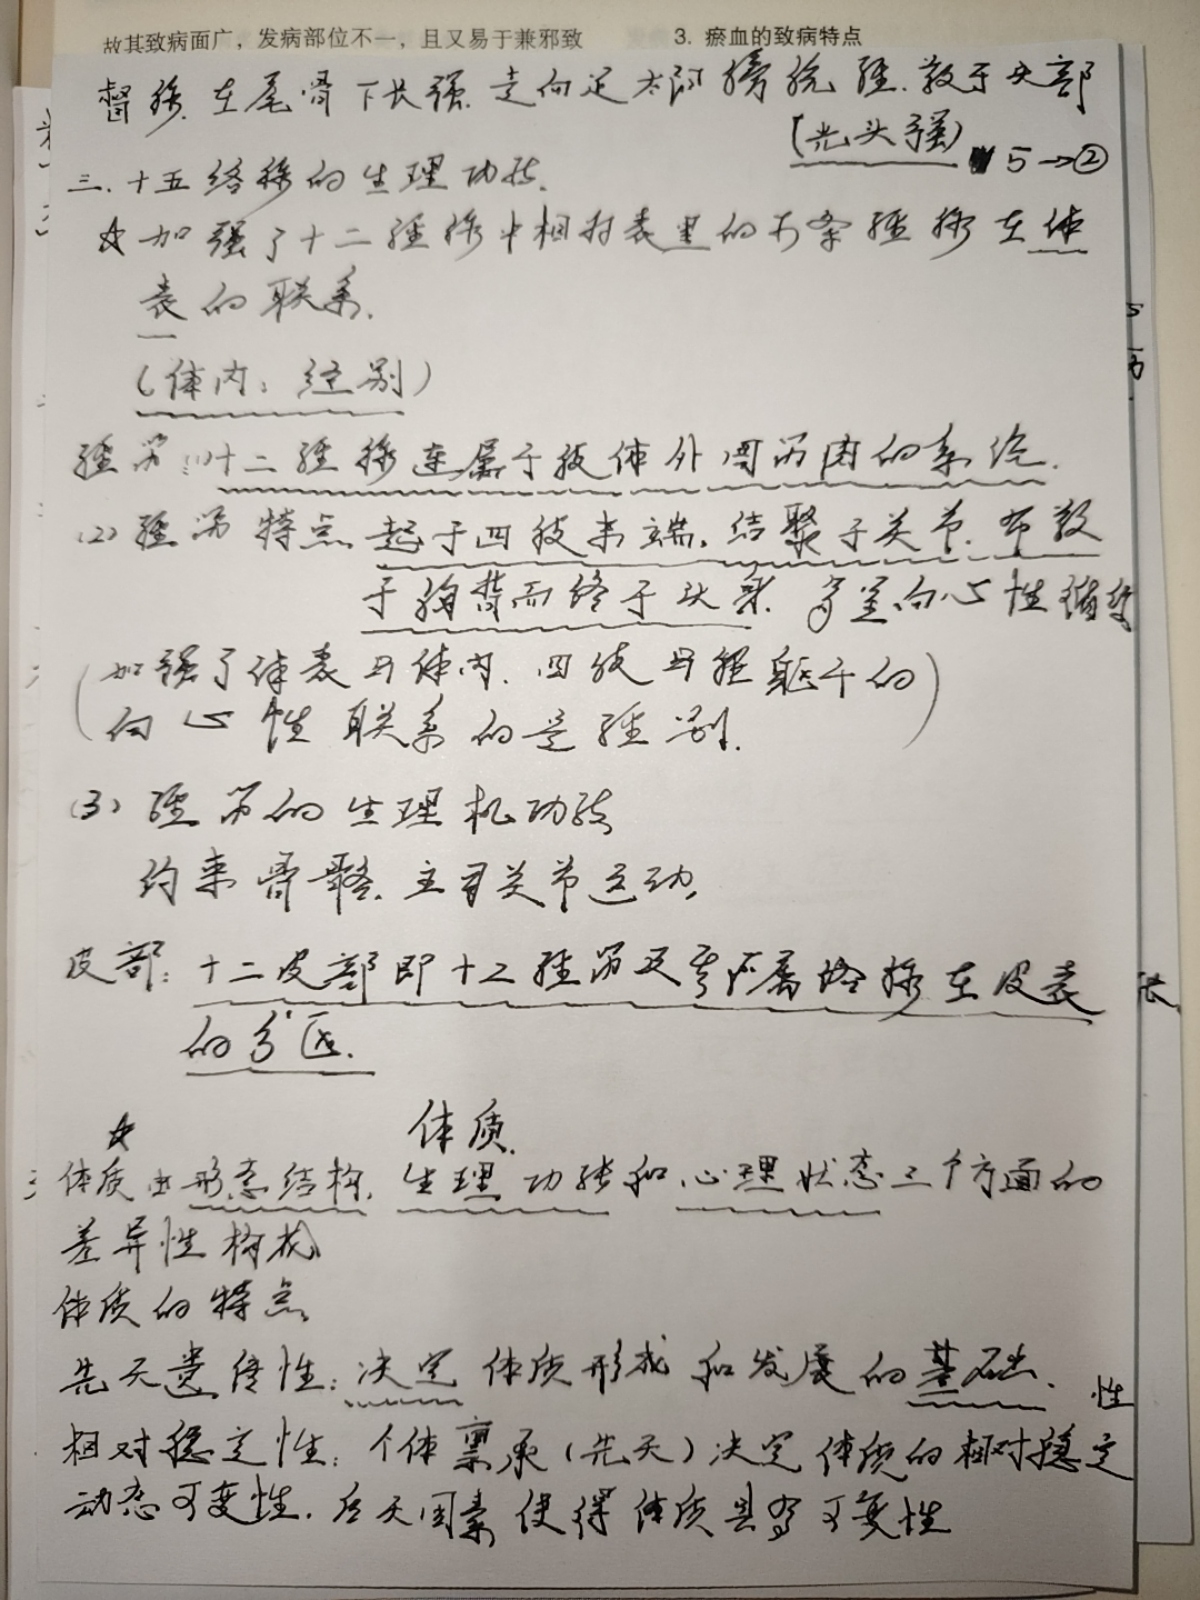 故其致病面广，发病部位不一，且又易于兼邪致
3. 瘀血的致病特点
督脉.在尾骨下长强.走向足太阳膀胱经.散于头部
(光头强) 5→②
三.十五络脉的生理功能.
☆加强了十二经脉中相为表里的两条经脉在体
表的联系.
(体内：经别)
经筋(1)十二经脉连属于肢体外周筋肉的系统.
(2)经筋特点 起于四肢末端.结聚于关节.布散
于胸背而终于头身. 多呈向心性循行
(加强了体表与体内.四肢与躯干的
向心性联系的是经别.)
(3)经筋的生理机功能
约束骨骼.主司关节运动.
皮部：十二皮部即十二经筋及其所属络脉在皮表
的分区.
☆ 体质.
体质由形态结构.生理功能和心理状态三个方面的
差异性构成
体质的特点
先天遗传性：决定体质形成和发展的基础.
性
相对稳定性：个体禀承(先天)决定体质的相对稳定
动态可变性.后天因素使得体质具有可变性